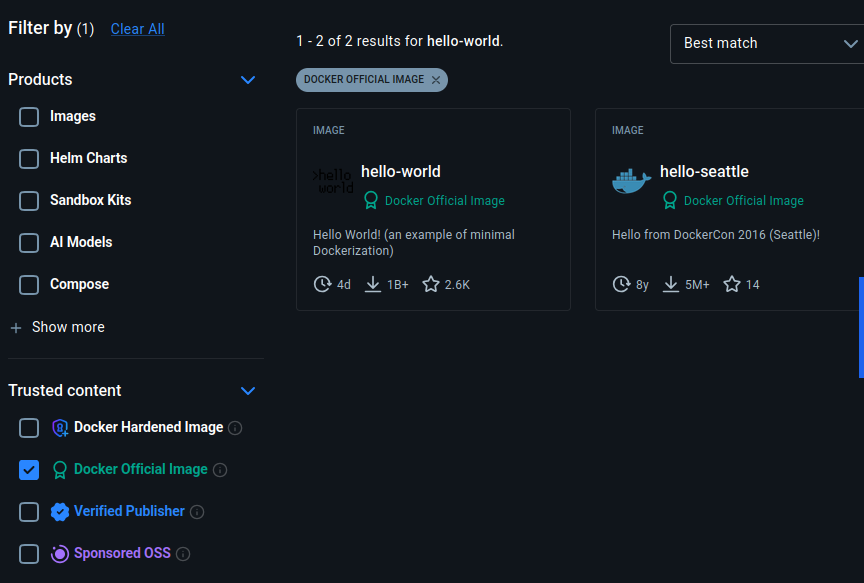 Filter by (1) Clear All
Products
Images
Helm Charts
Sandbox Kits
AI Models
Compose
Show more
Trusted content
Docker Hardened Image
Docker Official Image
Verified Publisher
Sponsored OSS
1 - 2 of 2 results for hello-world.
Best match
DOCKER OFFICIAL IMAGE
IMAGE
>hello
world
hello-world
Docker Official Image
Hello World! (an example of minimal
Dockerization)
4d 1B+ 2.6K
IMAGE
hello-seattle
Docker Official Image
Hello from DockerCon 2016 (Seattle)!
8y 5M+ 14